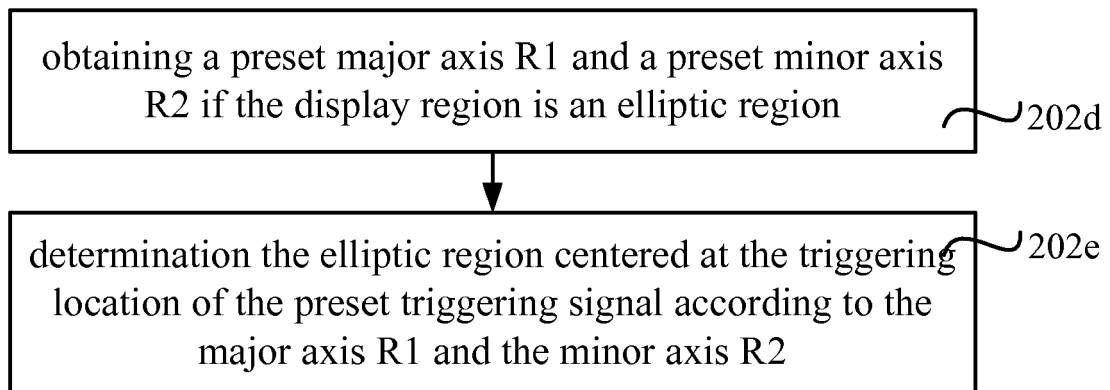 obtaining a preset major axis R1 and a preset minor axis
R2 if the display region is an elliptic region
202d
determination the elliptic region centered at the triggering
location of the preset triggering signal according to the
major axis R1 and the minor axis R2
202e